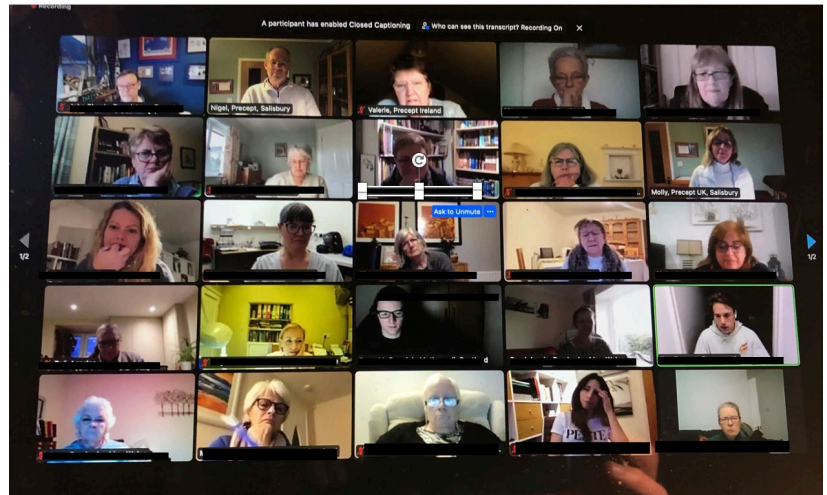 Recording
A participant has enabled Closed Captioning
Who can see this transcript? Recording On
Nigel, Precept, Salisbury
Valerie, Precept Ireland
Molly, Precept UK, Salisbury
Ask to Unmute
1/2
1/2
d